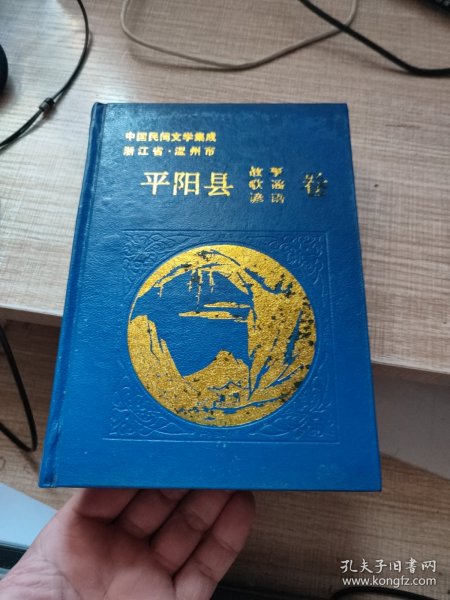 中国民间文学集成
浙江省·温州市
平阳县 故事 歌谣 谚语 卷
孔夫子旧书网
www.kongfz.com